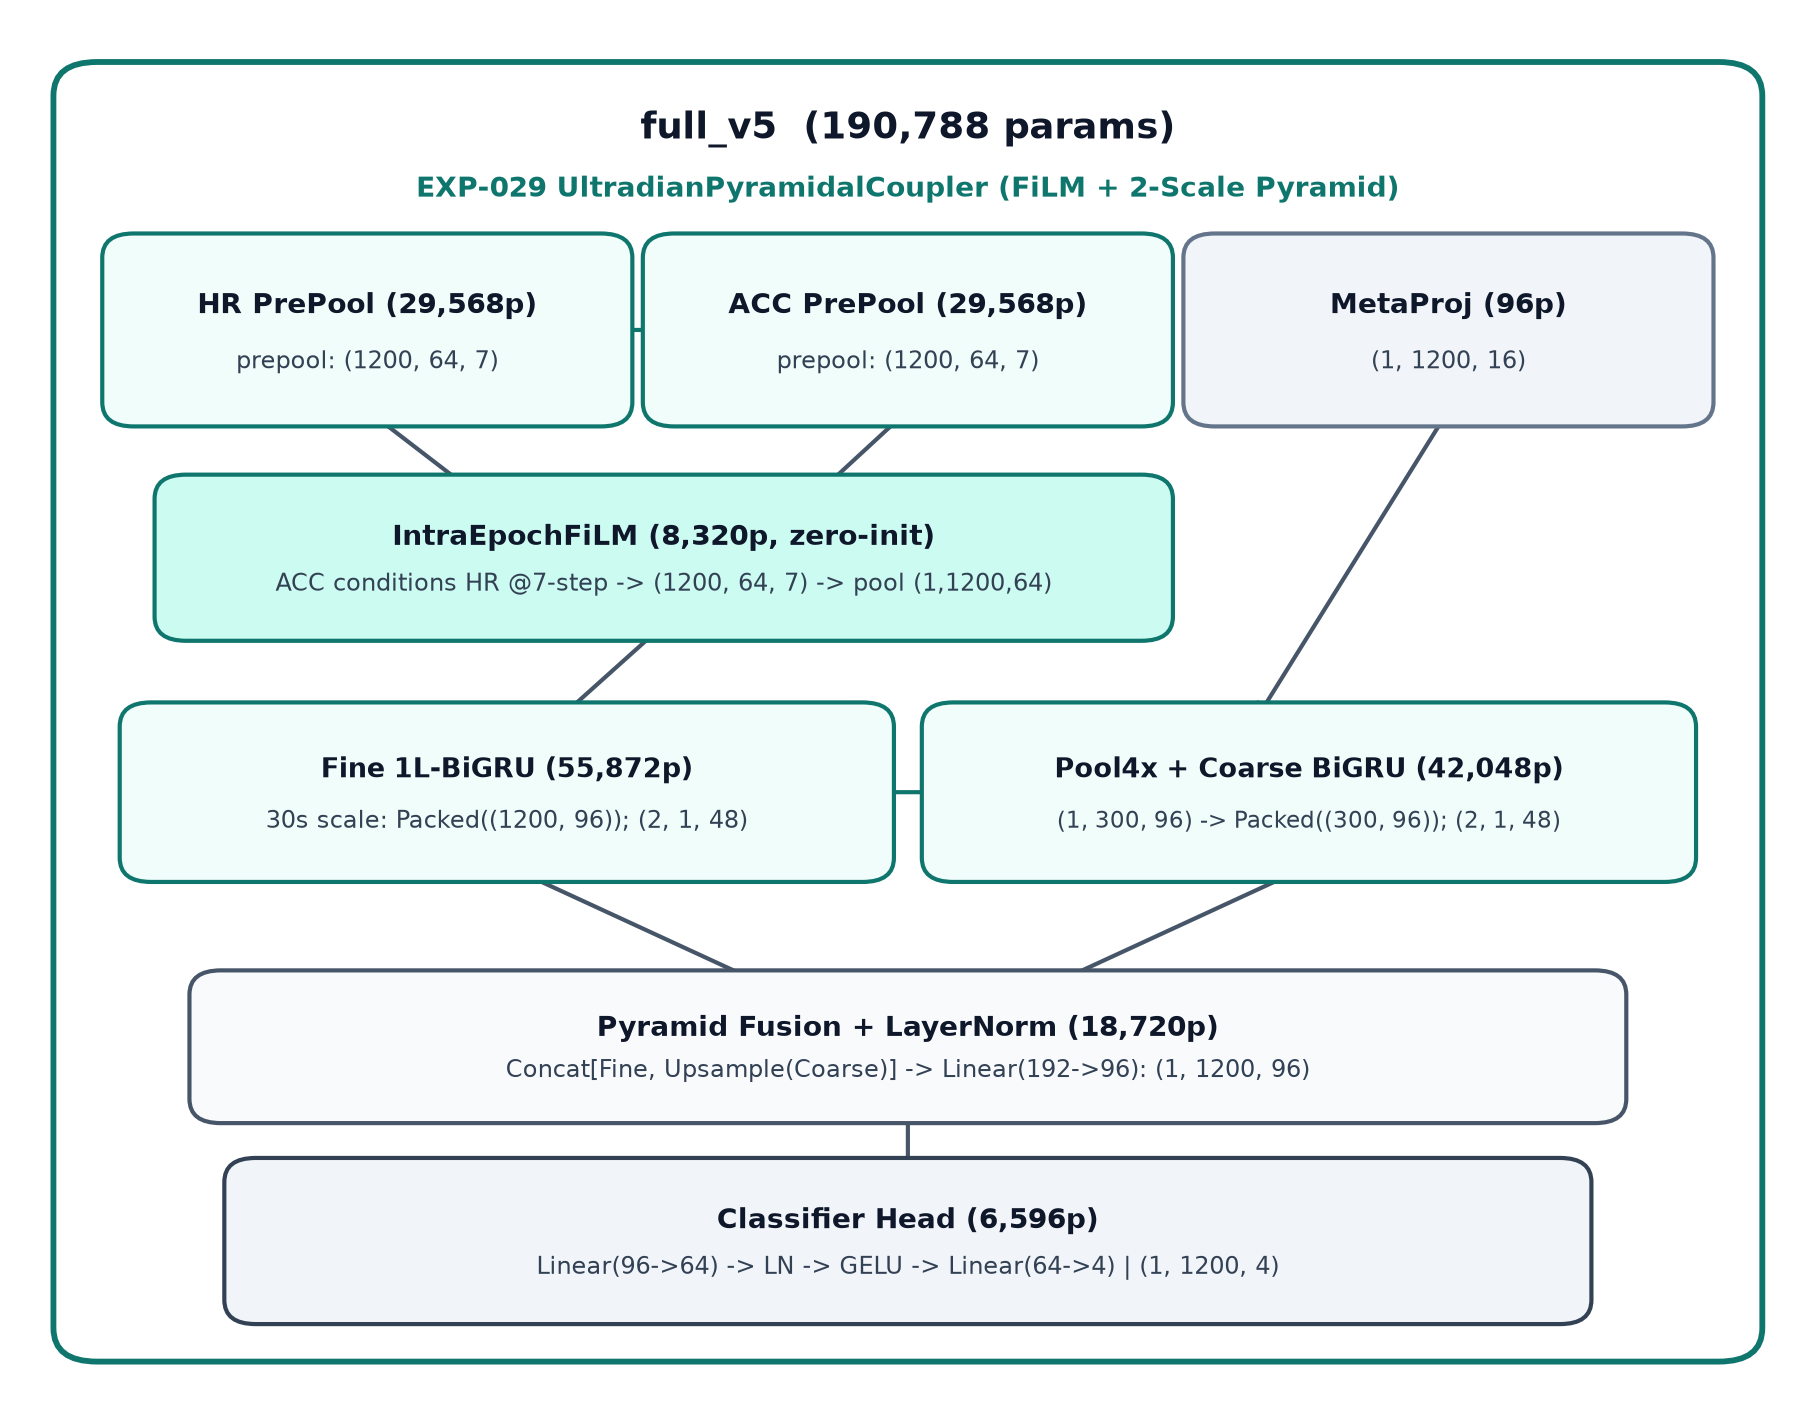 full_v5 (190,788 params)
EXP-029 UltradianPyramidalCoupler (FiLM + 2-Scale Pyramid)
HR PrePool (29,568p)
prepool: (1200, 64, 7)
ACC PrePool (29,568p)
prepool: (1200, 64, 7)
MetaProj (96p)
(1, 1200, 16)
IntraEpochFiLM (8,320p, zero-init)
ACC conditions HR @7-step -> (1200, 64, 7) -> pool (1,1200,64)
Fine 1L-BiGRU (55,872p)
30s scale: Packed((1200, 96)); (2, 1, 48)
Pool4x + Coarse BiGRU (42,048p)
(1, 300, 96) -> Packed((300, 96)); (2, 1, 48)
Pyramid Fusion + LayerNorm (18,720p)
Concat[Fine, Upsample(Coarse)] -> Linear(192->96): (1, 1200, 96)
Classifier Head (6,596p)
Linear(96->64) -> LN -> GELU -> Linear(64->4) | (1, 1200, 4)